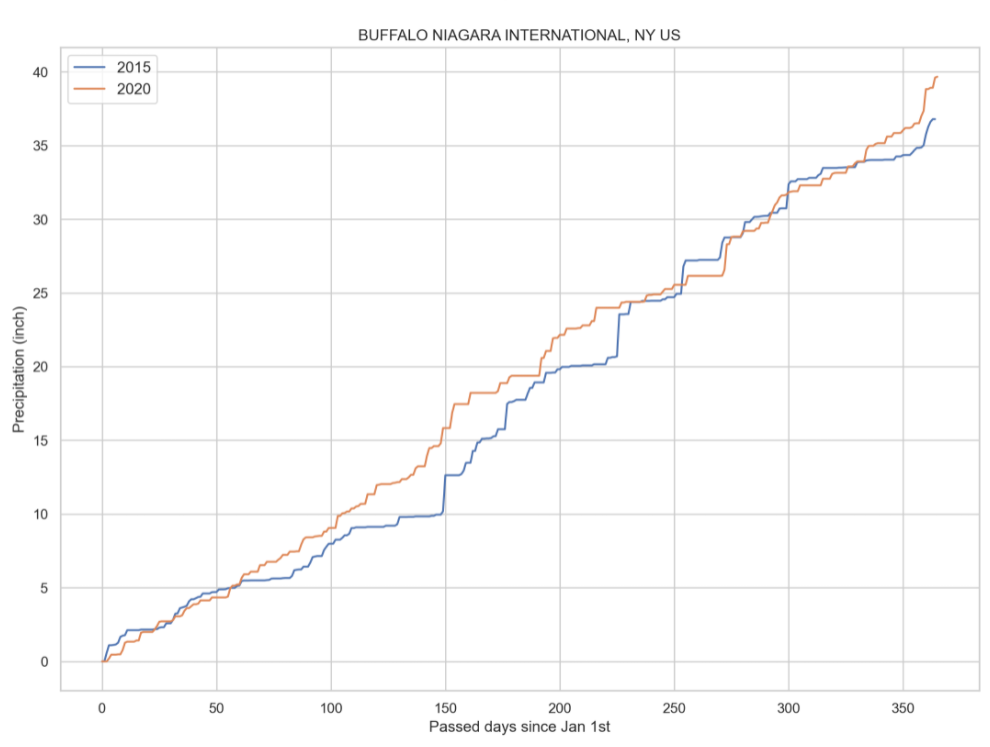 BUFFALO NIAGARA INTERNATIONAL, NY US
2015
2020
40
35
30
25
20
15
10
5
0
Precipitation (inch)
0 50 100 150 200 250 300 350
Passed days since Jan 1st